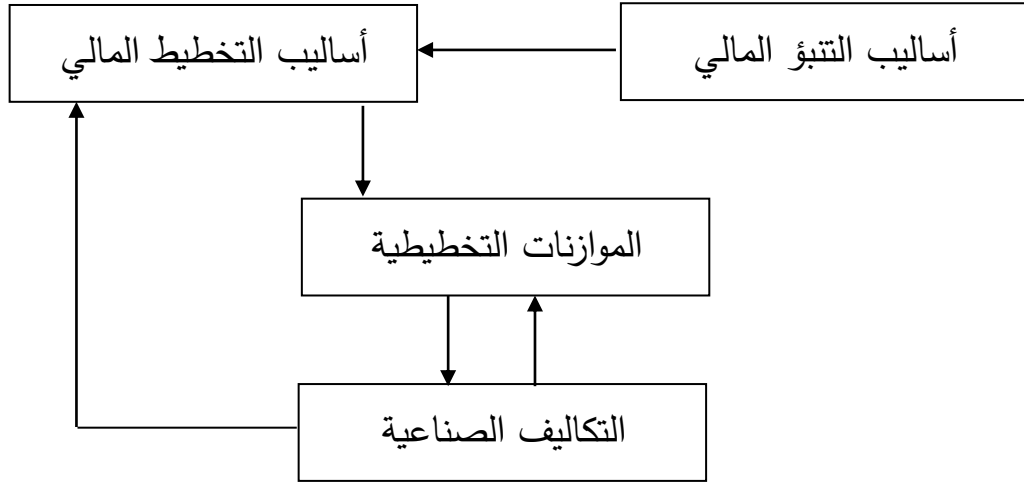 أساليب التنبؤ المالي
أساليب التخطيط المالي
الموازنات التخطيطية
التكاليف الصناعية